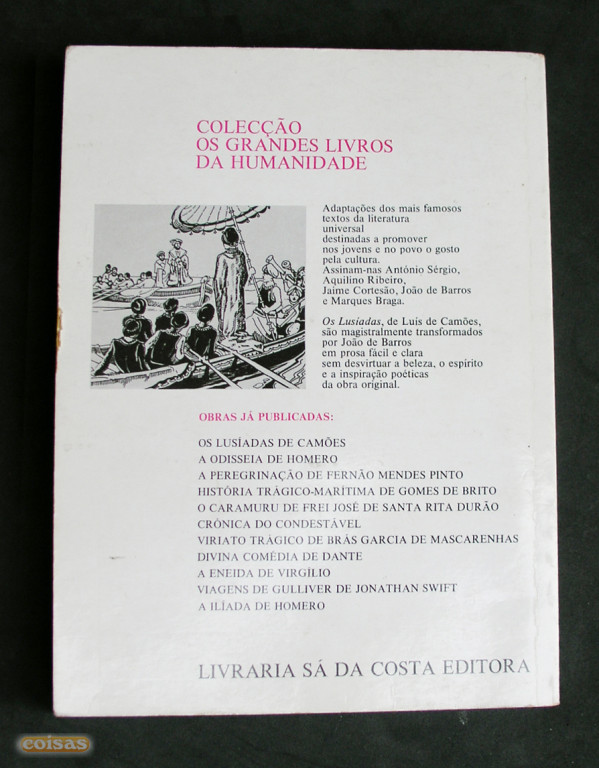 COLECÇÃO
OS GRANDES LIVROS
DA HUMANIDADE
Adaptações dos mais famosos
textos da literatura
universal
destinadas a promover
nos jovens e no povo o gosto
pela cultura.
Assinam-nas António Sérgio,
Aquilino Ribeiro,
Jaime Cortesão, João de Barros
e Marques Braga.
Os Lusíadas, de Luís de Camões,
são magistralmente transformados
por João de Barros
em prosa fácil e clara
sem desvirtuar a beleza, o espírito
e a inspiração poéticas
da obra original.
OBRAS JÁ PUBLICADAS:
OS LUSÍADAS DE CAMÕES
A ODISSEIA DE HOMERO
A PEREGRINAÇÃO DE FERNÃO MENDES PINTO
HISTÓRIA TRÁGICO-MARÍTIMA DE GOMES DE BRITO
O CARAMURU DE FREI JOSÉ DE SANTA RITA DURÃO
CRÓNICA DO CONDESTÁVEL
VIRIATO TRÁGICO DE BRÁS GARCIA DE MASCARENHAS
DIVINA COMÉDIA DE DANTE
A ENEIDA DE VIRGÍLIO
VIAGENS DE GULLIVER DE JONATHAN SWIFT
A ILÍADA DE HOMERO
LIVRARIA SÁ DA COSTA EDITORA
coisas